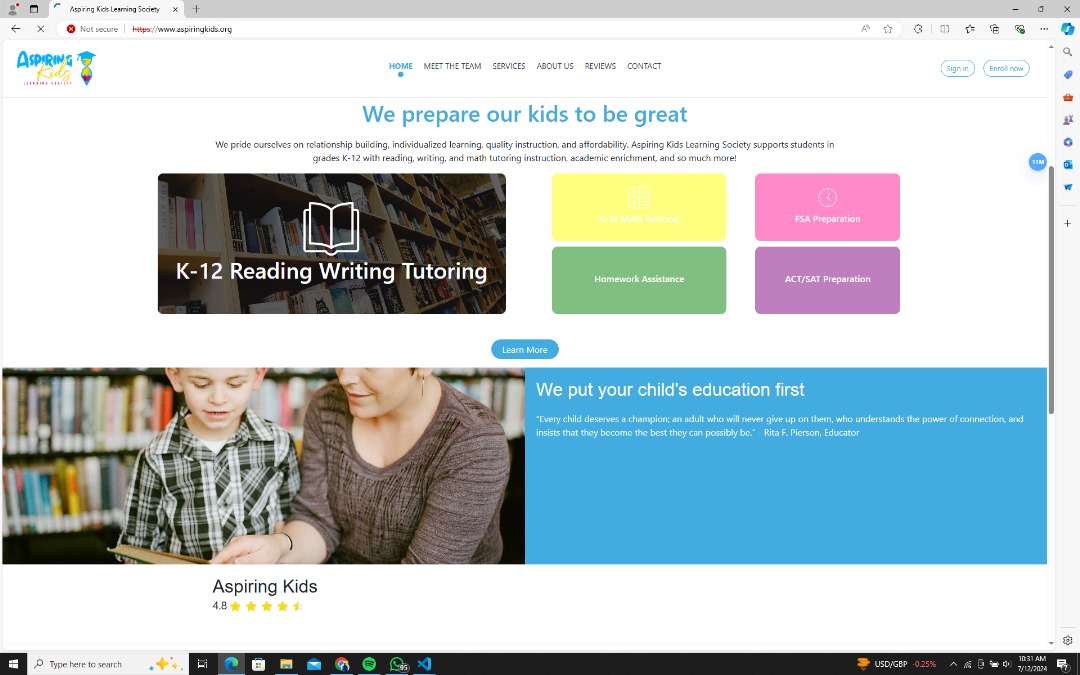 Aspiring Kids Learning Society
Not secure
https://www.aspiringkids.org
ASPIRING
Kids
LEARNING SOCIETY
HOME MEET THE TEAM SERVICES ABOUT US REVIEWS CONTACT
Sign in Enroll now
We prepare our kids to be great
We pride ourselves on relationship building, individualized learning, quality instruction, and affordability. Aspiring Kids Learning Society supports students in
grades K-12 with reading, writing, and math tutoring instruction, academic enrichment, and so much more!
11M
K-12 Reading Writing Tutoring
K-12 Math Tutoring
FSA Preparation
Homework Assistance
ACT/SAT Preparation
Learn More
We put your child's education first
"Every child deserves a champion; an adult who will never give up on them, who understands the power of connection, and
insists that they become the best they can possibly be." - Rita F. Pierson, Educator
Aspiring Kids
4.8
Type here to search
95
USD/GBP -0.25%
10:31 AM
7/12/2024
7